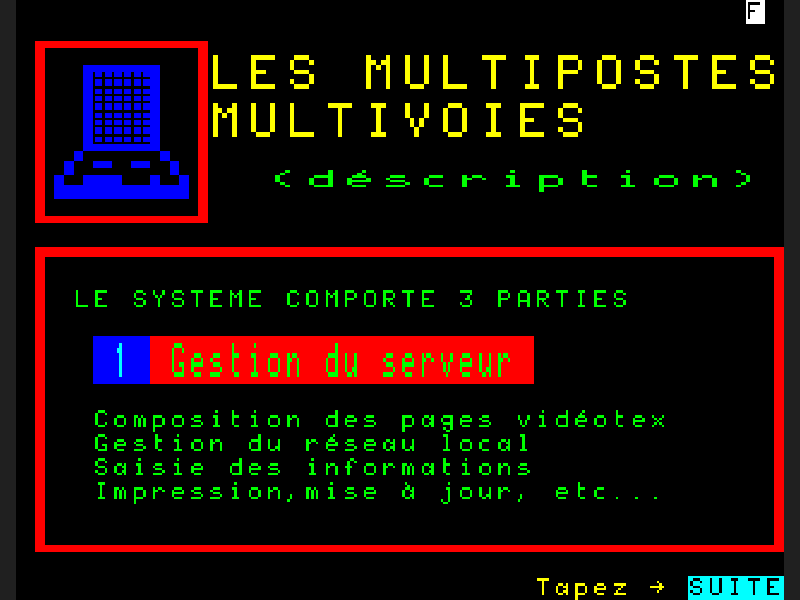 F
LES MULTIPOSTES
MULTIVOIES
<déscription>
LE SYSTEME COMPORTE 3 PARTIES
1 Gestion du serveur
Composition des pages vidéotex
Gestion du réseau local
Saisie des informations
Impression,mise à jour, etc...
Tapez → SUITE